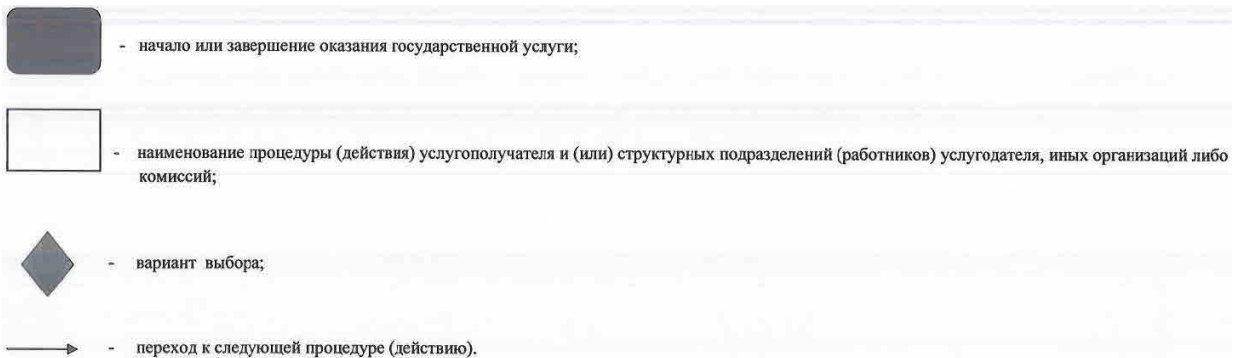 - начало или завершение оказания государственной услуги;
- наименование процедуры (действия) услугополучателя и (или) структурных подразделений (работников) услугодателя, иных организаций либо
комиссий;
- вариант выбора;
- переход к следующей процедуре (действию).